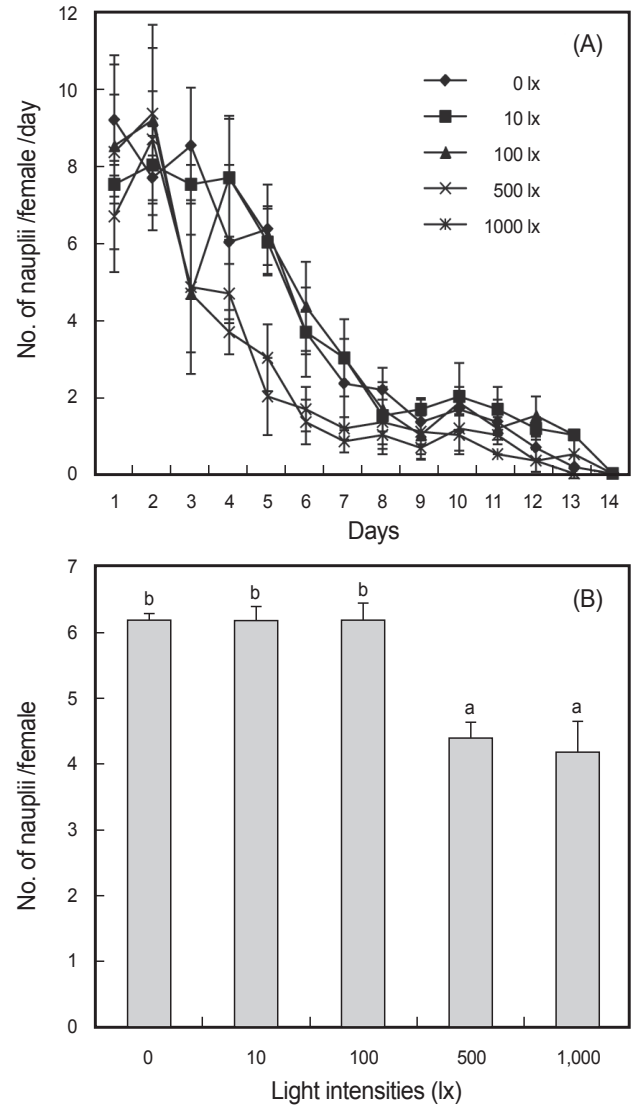 (A)
No. of nauplii /female /day
12
10
8
6
4
2
0
0 lx
10 lx
100 lx
500 lx
1000 lx
1 2 3 4 5 6 7 8 9 10 11 12 13 14
Days
(B)
No. of nauplii /female
7
6
5
4
3
2
1
0
b b b a a
0 10 100 500 1,000
Light intensities (lx)